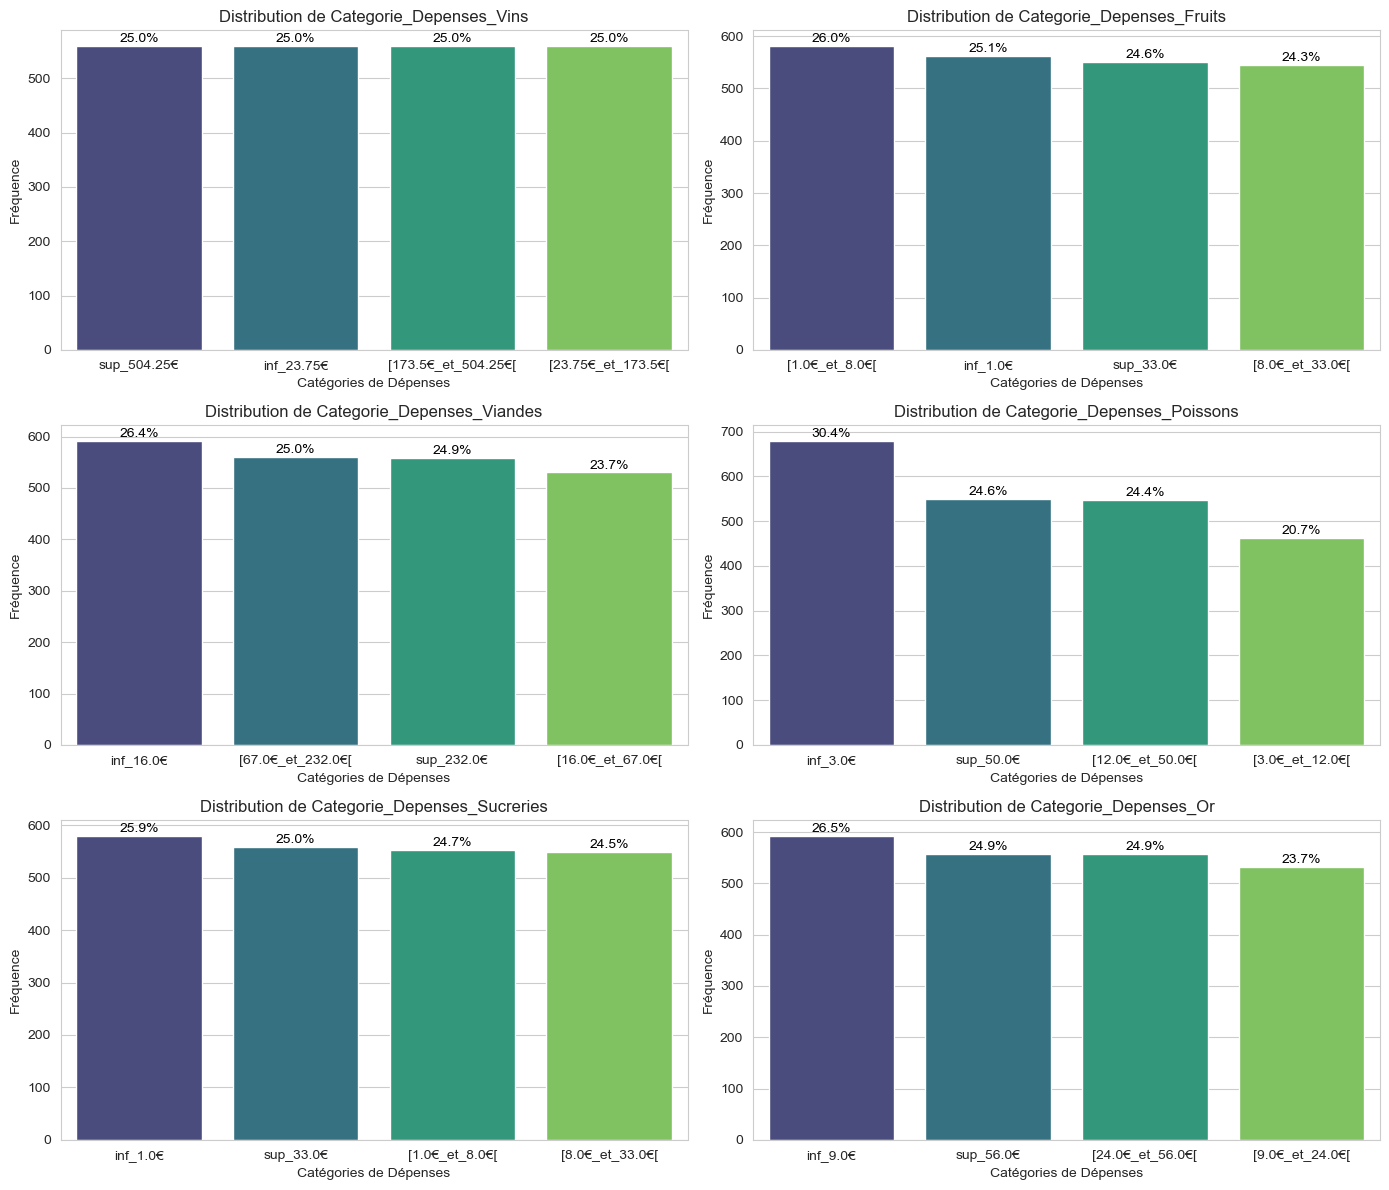 Distribution de Categorie_Depenses_Vins
25.0%
25.0%
25.0%
25.0%
500
400
300
200
100
0
Fréquence
sup_504.25€
inf_23.75€
[173.5€_et_504.25€[
[23.75€_et_173.5€[
Catégories de Dépenses
Distribution de Categorie_Depenses_Fruits
26.0%
25.1%
24.6%
24.3%
600
500
400
300
200
100
0
Fréquence
[1.0€_et_8.0€[
inf_1.0€
sup_33.0€
[8.0€_et_33.0€[
Catégories de Dépenses
Distribution de Categorie_Depenses_Viandes
26.4%
25.0%
24.9%
23.7%
600
500
400
300
200
100
0
Fréquence
inf_16.0€
[67.0€_et_232.0€[
sup_232.0€
[16.0€_et_67.0€[
Catégories de Dépenses
Distribution de Categorie_Depenses_Poissons
30.4%
24.6%
24.4%
20.7%
700
600
500
400
300
200
100
0
Fréquence
inf_3.0€
sup_50.0€
[12.0€_et_50.0€[
[3.0€_et_12.0€[
Catégories de Dépenses
Distribution de Categorie_Depenses_Sucreries
25.9%
25.0%
24.7%
24.5%
600
500
400
300
200
100
0
Fréquence
inf_1.0€
sup_33.0€
[1.0€_et_8.0€[
[8.0€_et_33.0€[
Catégories de Dépenses
Distribution de Categorie_Depenses_Or
26.5%
24.9%
24.9%
23.7%
600
500
400
300
200
100
0
Fréquence
inf_9.0€
sup_56.0€
[24.0€_et_56.0€[
[9.0€_et_24.0€[
Catégories de Dépenses